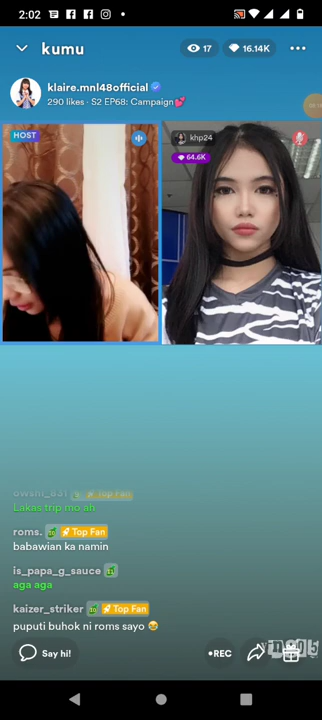 2:02
kumu
17
16.14K
klaire.mnl48official
290 likes · S2 EP68: Campaign💕
HOST
khp24
64.6K
owshi_831 Top Fan
Lakas trip mo ah
roms. Top Fan
babawian ka namin
is_papa_g_sauce
aga aga
kaizer_striker Top Fan
puputi buhok ni roms sayo 😂
Say hi!
REC